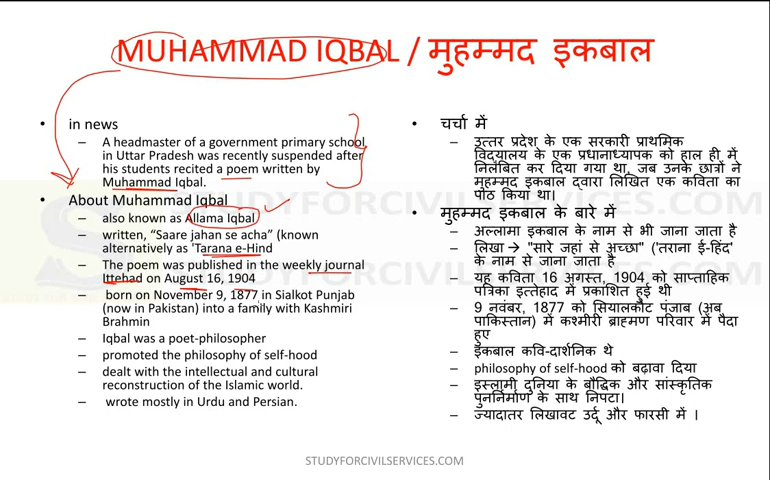 MUHAMMAD IQBAL / मुहम्मद इकबाल
• in news
– A headmaster of a government primary school
in Uttar Pradesh was recently suspended after
his students recited a poem written by
Muhammad Iqbal.
• About Muhammad Iqbal
– also known as Allama Iqbal
– written, “Saare jahan se acha” (known
alternatively as 'Tarana e-Hind
– The poem was published in the weekly journal
Ittehad on August 16, 1904
– born on November 9, 1877 in Sialkot Punjab
(now in Pakistan) into a family with Kashmiri
Brahmin
– Iqbal was a poet-philosopher
– promoted the philosophy of self-hood
– dealt with the intellectual and cultural
reconstruction of the Islamic world.
– wrote mostly in Urdu and Persian.
• चर्चा में
– उत्तर प्रदेश के एक सरकारी प्राथमिक
विद्यालय के एक प्रधानाध्यापक को हाल ही में
निलंबित कर दिया गया था, जब उनके छात्रों ने
मुहम्मद इकबाल द्वारा लिखित एक कविता का
पाठ किया था।
• मुहम्मद इकबाल के बारे में
– अल्लामा इकबाल के नाम से भी जाना जाता है
– लिखा → "सारे जहां से अच्छा" ('तराना ई-हिंद'
के नाम से जाना जाता है
– यह कविता 16 अगस्त, 1904 को साप्ताहिक
पत्रिका इत्तेहाद में प्रकाशित हुई थी
– 9 नवंबर, 1877 को सियालकोट पंजाब (अब
पाकिस्तान) में कश्मीरी ब्राह्मण परिवार में पैदा
हुए
– इकबाल कवि-दार्शनिक थे
– philosophy of self-hood को बढ़ावा दिया
– इस्लामी दुनिया के बौद्धिक और सांस्कृतिक
पुनर्निर्माण के साथ निपटा।
– ज्यादातर लिखावट उर्दू और फारसी में ।
STUDYFORCIVILSERVICES.COM